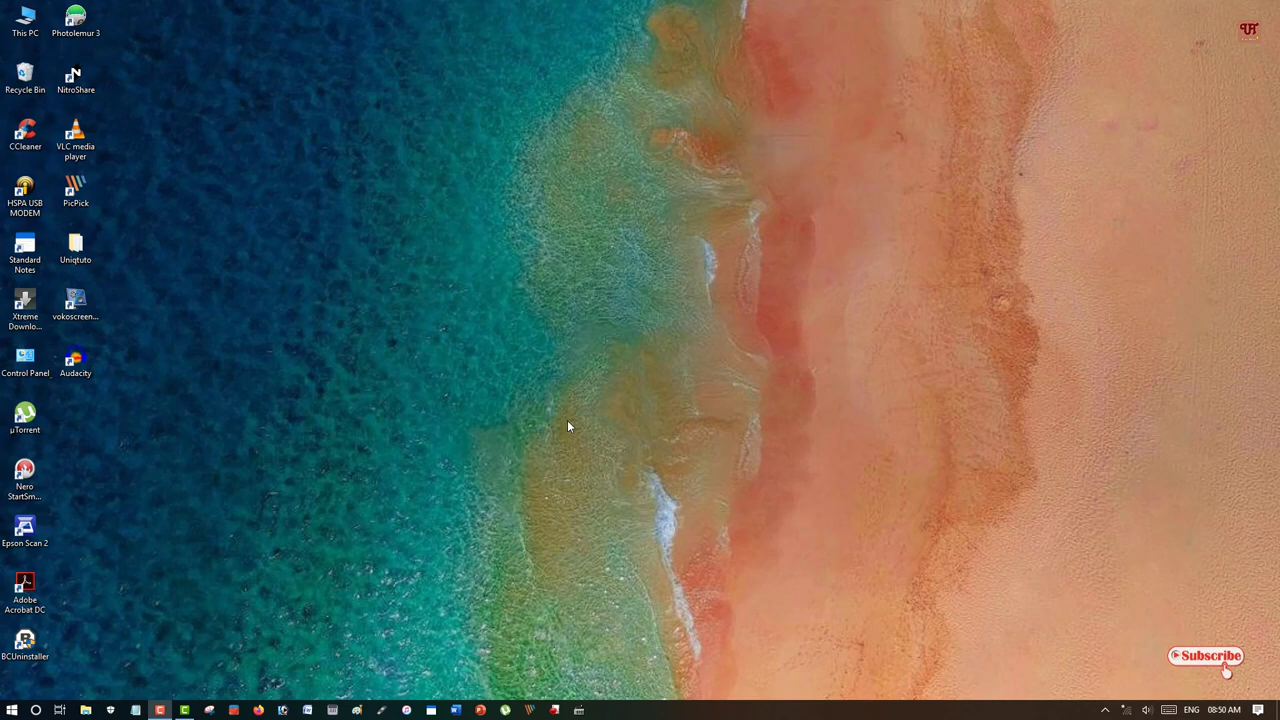 This PC
Photolemur 3
Recycle Bin
NitroShare
CCleaner
VLC media
player
HSPA USB
MODEM
PicPick
Standard
Notes
Uniqtuto
Xtreme
Downlo...
vokoscreen...
Control Panel
Audacity
µTorrent
Nero
StartSm...
Epson Scan 2
Adobe
Acrobat DC
BCUninstaller
Subscribe
ENG
08:50 AM